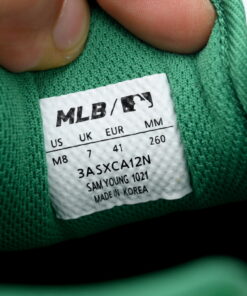 MLB/
US UK EUR MM
M8 7 41 260
3ASXCA12N
SAM YOUNG 1021
MADE IN KOREA